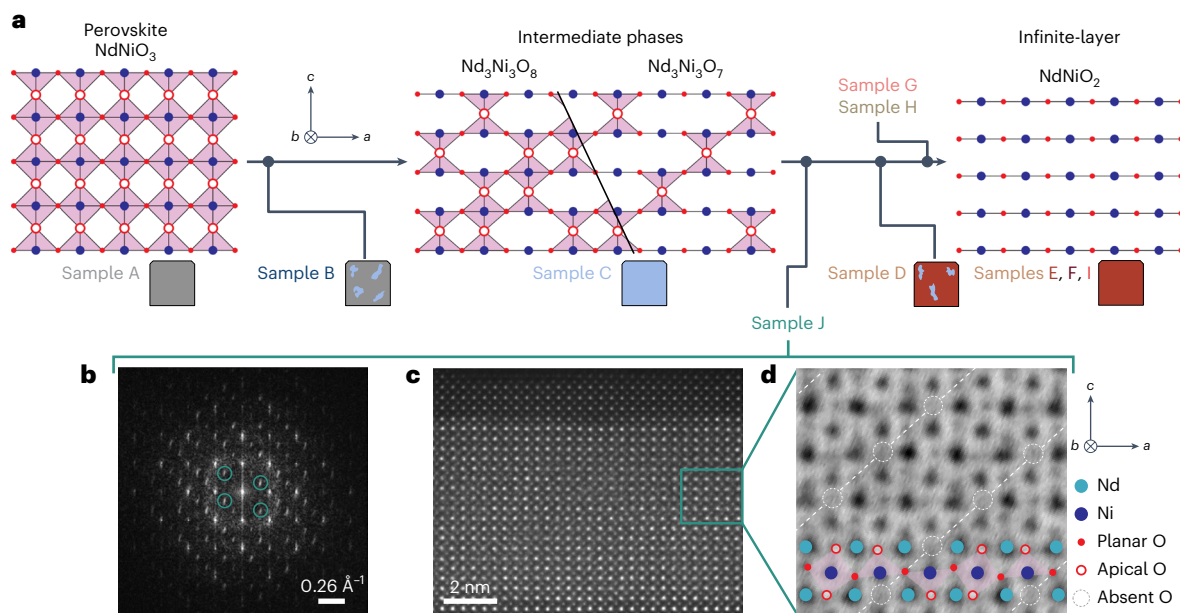 a
Perovskite
NdNiO3
Intermediate phases
Nd3Ni3O8
Nd3Ni3O7
Infinite-layer
NdNiO2
Sample G
Sample H
c
b
a
Sample A
Sample B
Sample C
Sample D
Samples E, F, I
Sample J
b
0.26 Å–1
c
2 nm
d
c
b
a
Nd
Ni
Planar O
Apical O
Absent O